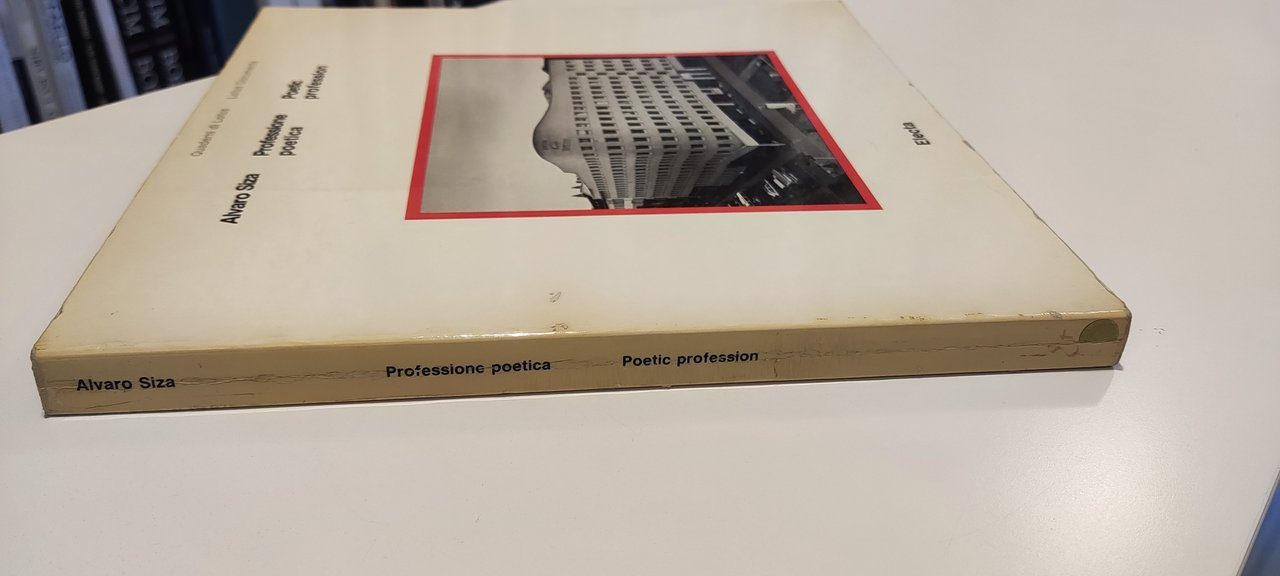 Quaderni di Lotus
Lotus Documents
Alvaro Siza
Professione
poetica
Poetic
profession
Electa
Alvaro Siza
Professione poetica
Poetic profession